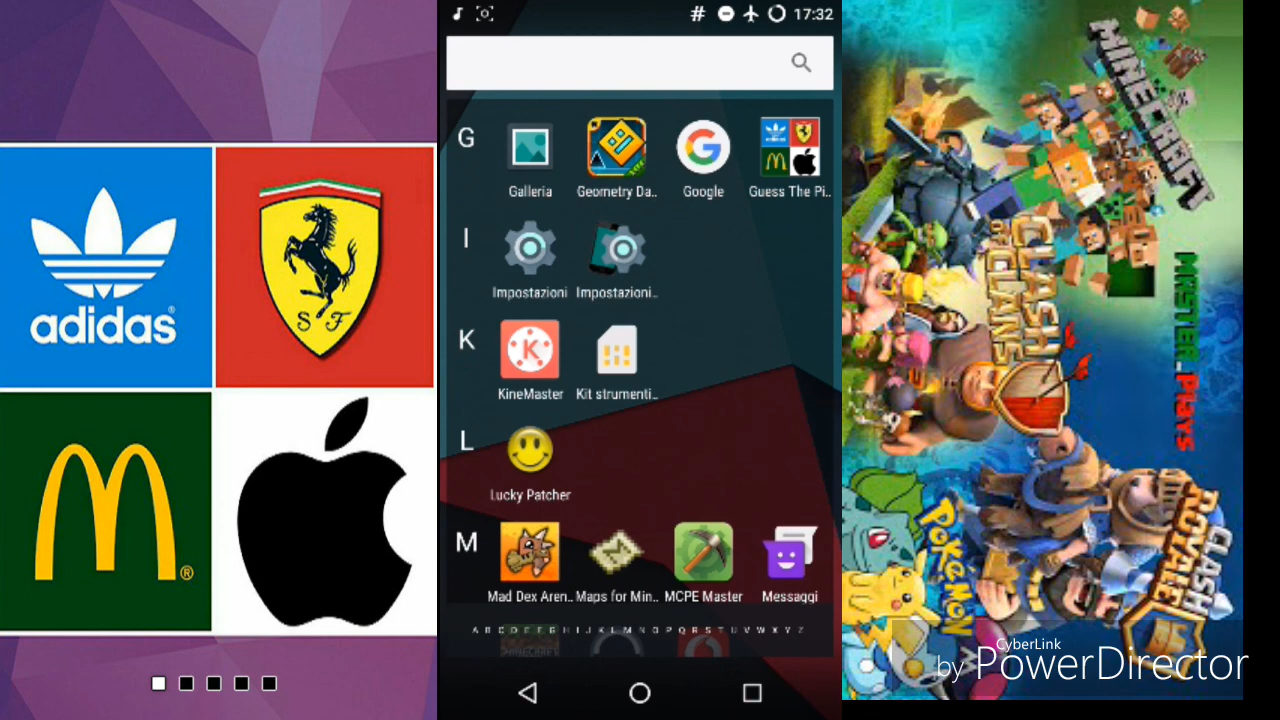 adidas®
S F
M®
# 17:32
G
Galleria Geometry Da.. Google Guess The Pi..
I
Impostazioni Impostazioni..
K
KineMaster Kit strumenti..
L
Lucky Patcher
M
Mad Dex Aren.. Maps for Min.. MCPE Master Messaggi
A B C D E F G H I J K L M N O P Q R S T U V W X Y Z
MINECRAFT
CLASH
OF
CLANS
MISTER_Plays
CLASH
ROYALE
POKÉMON
CyberLink
by PowerDirector